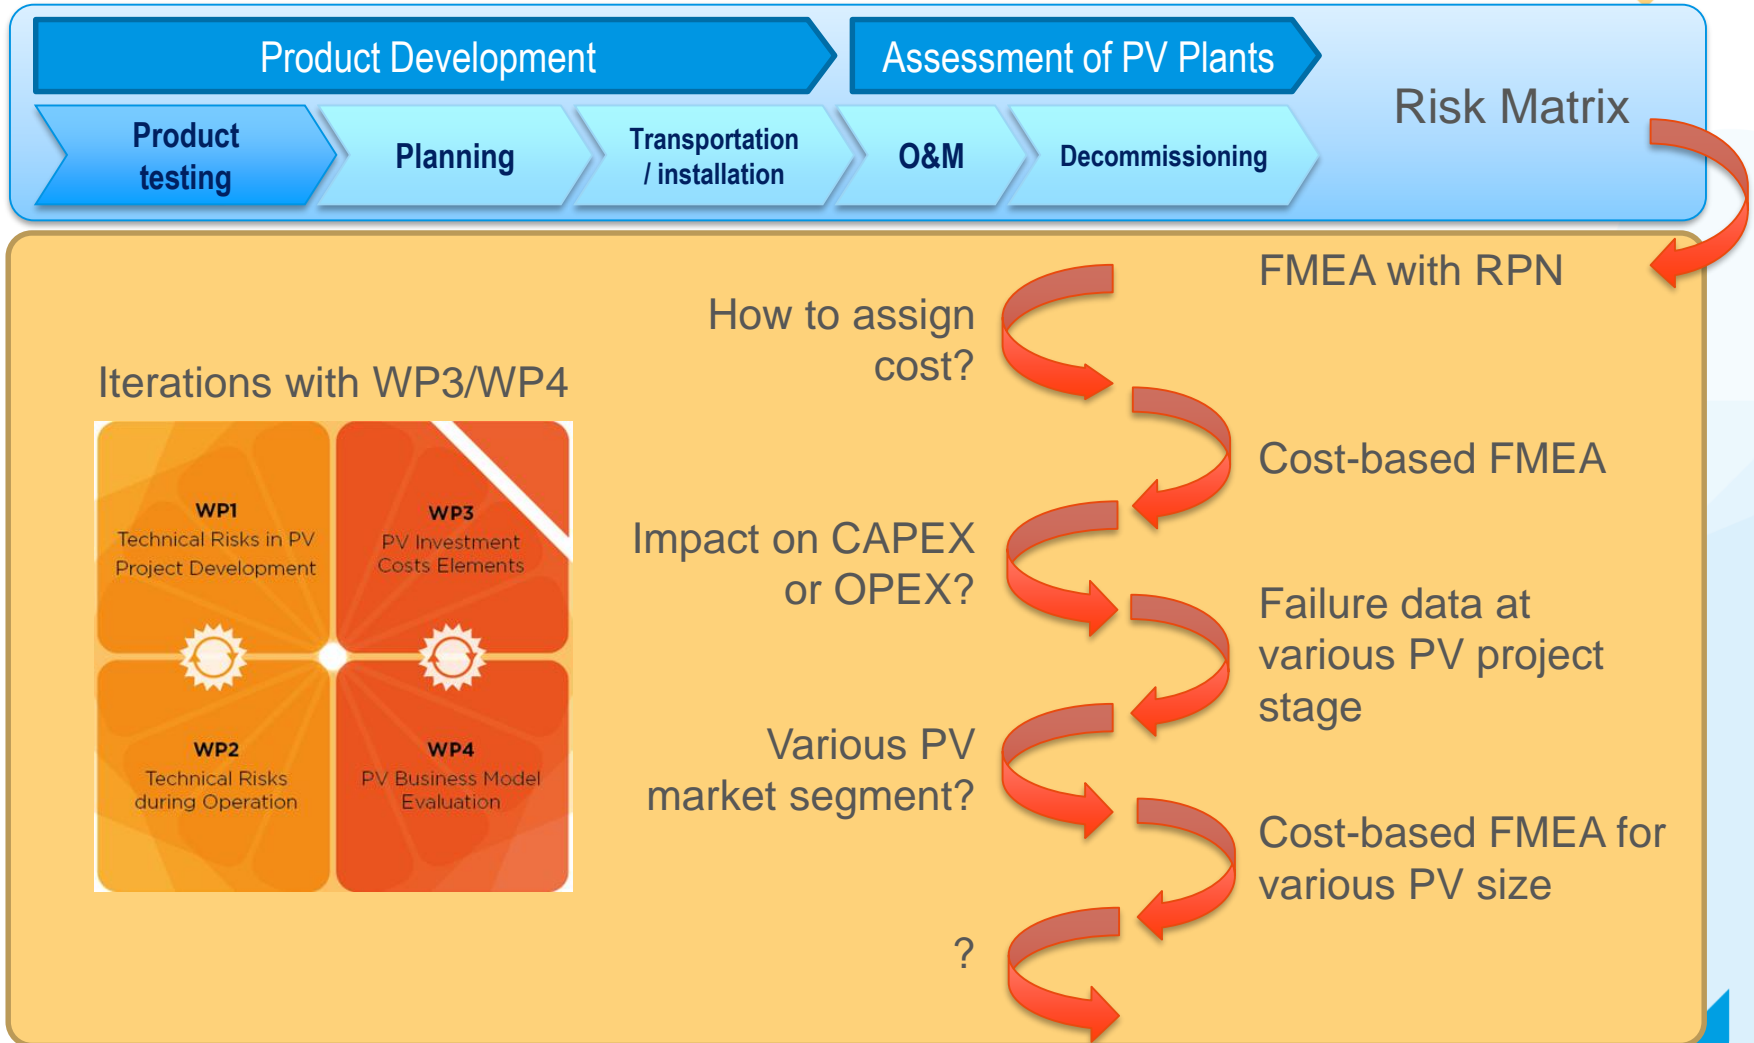 Product Development
Assessment of PV Plants
Risk Matrix
Product
testing
Planning
Transportation
/ installation
O&M
Decommissioning
FMEA with RPN
How to assign
cost?
Iterations with WP3/WP4
Cost-based FMEA
WP1
Technical Risks in PV
Project Development
WP3
PV Investment
Costs Elements
Impact on CAPEX
or OPEX?
Failure data at
various PV project
stage
WP2
Technical Risks
during Operation
WP4
PV Business Model
Evaluation
Various PV
market segment?
Cost-based FMEA for
various PV size
?